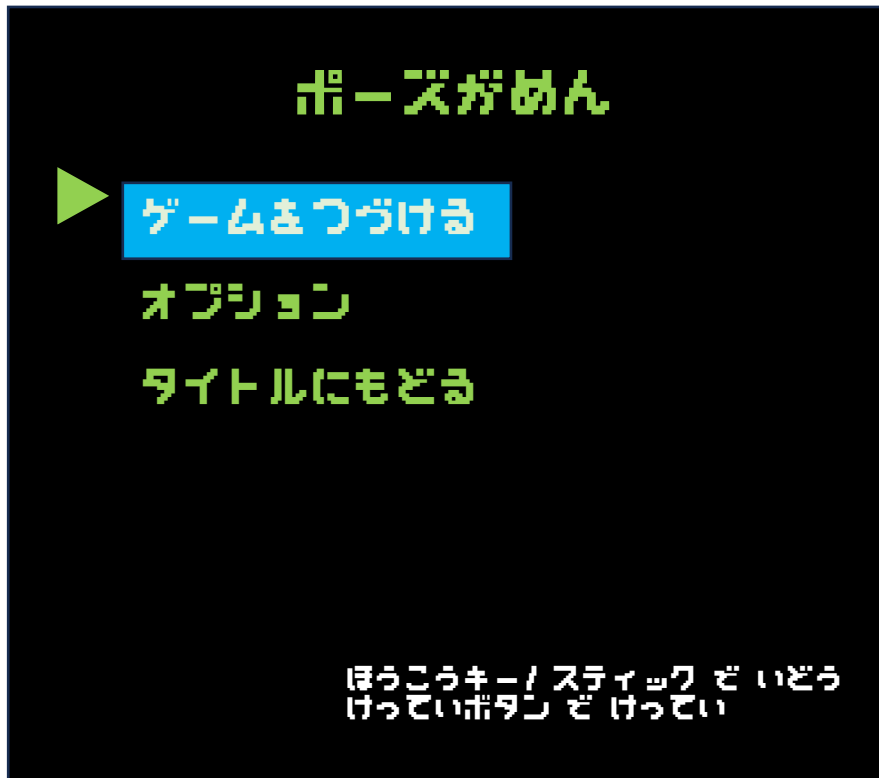 ポーズがめん
ゲームをつづける
オプション
タイトルにもどる
ほうこうキー/スティック で いどう
けっていボタン で けってい